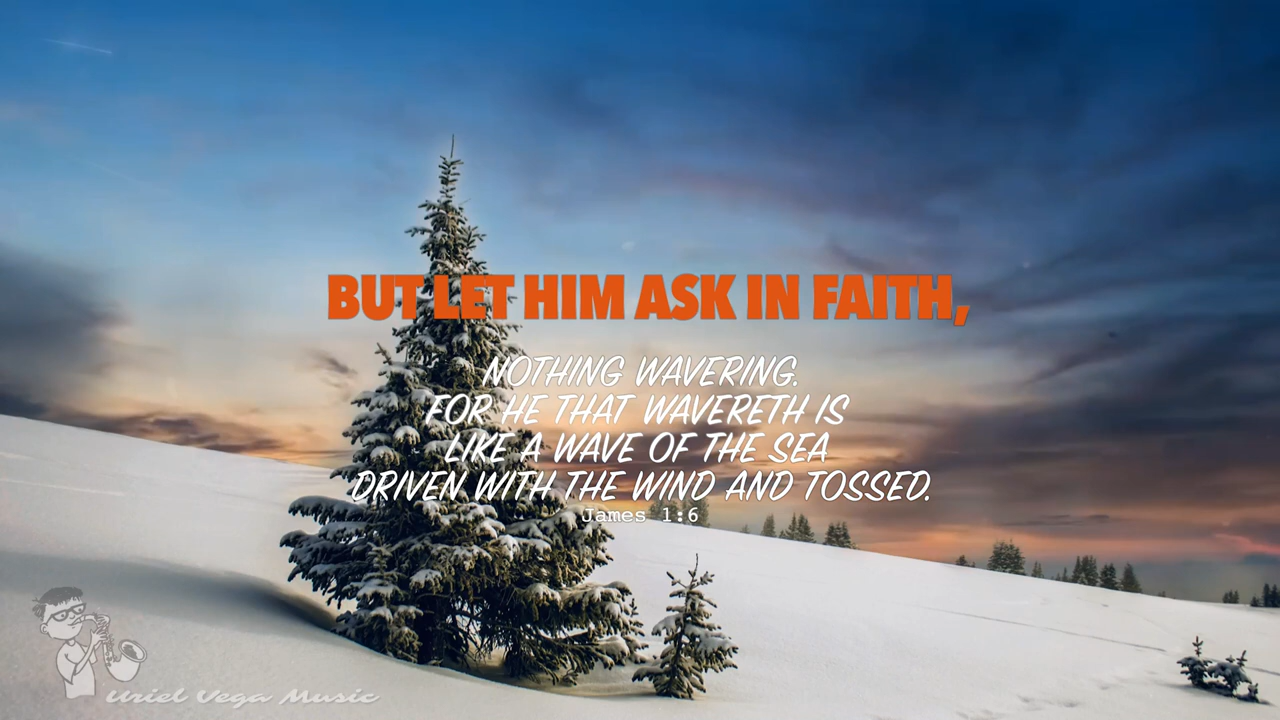 BUT LET HIM ASK IN FAITH,
NOTHING WAVERING.
FOR HE THAT WAVERETH IS
LIKE A WAVE OF THE SEA
DRIVEN WITH THE WIND AND TOSSED.
James 1:6
Uriel Vega Music